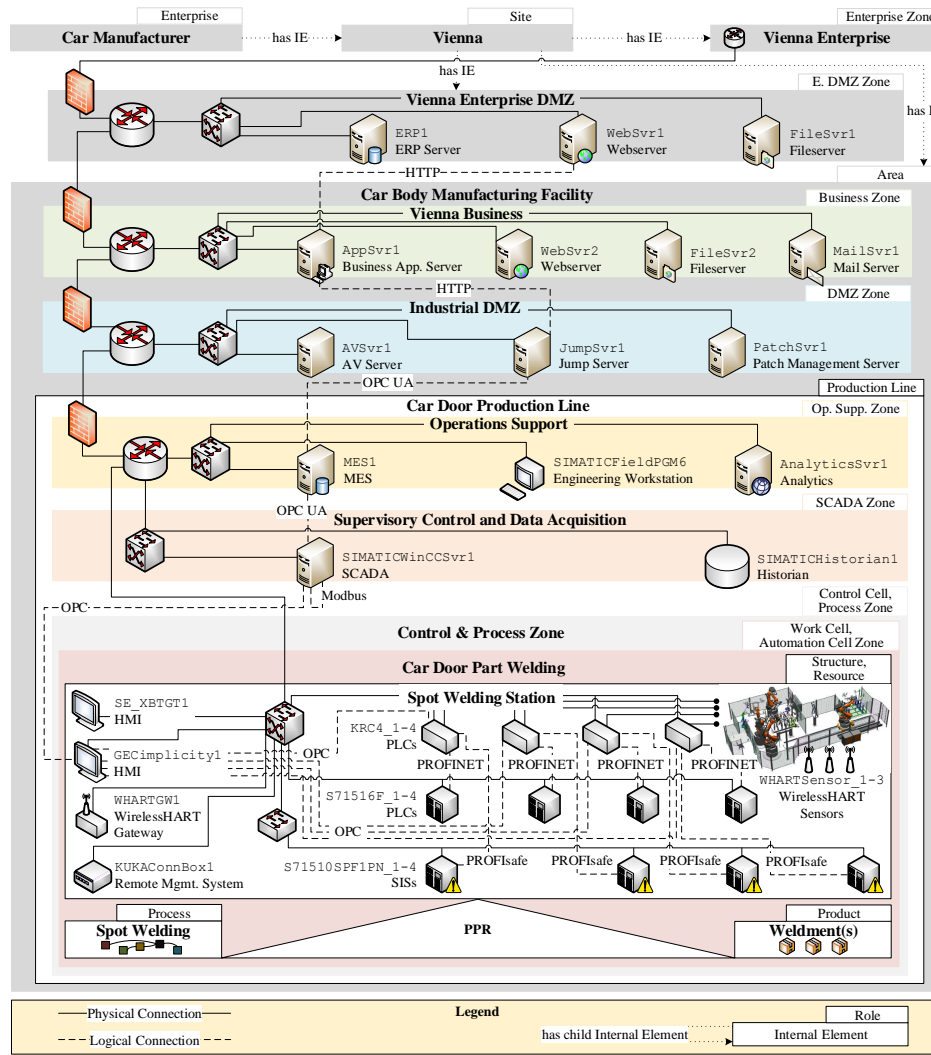 Enterprise
Site
Enterprise Zone
Car Manufacturer
has IE
Vienna
has IE
Vienna Enterprise
has IE
E. DMZ Zone
Vienna Enterprise DMZ
ERP1
ERP Server
WebSvr1
Webserver
FileSvr1
Fileserver
HTTP
Area
Car Body Manufacturing Facility
Business Zone
Vienna Business
AppSvr1
Business App. Server
WebSvr2
Webserver
FileSvr2
Fileserver
MailSvr1
Mail Server
HTTP
DMZ Zone
Industrial DMZ
AVSvr1
AV Server
JumpSvr1
Jump Server
PatchSvr1
Patch Management Server
OPC UA
Production Line
Car Door Production Line
Op. Supp. Zone
Operations Support
MES1
MES
SIMATICFieldPGM6
Engineering Workstation
AnalyticsSvr1
Analytics
OPC UA
SCADA Zone
Supervisory Control and Data Acquisition
SIMATICWinCCSvr1
SCADA
SIMATICHistorian1
Historian
Modbus
OPC
Control Cell,
Process Zone
Control & Process Zone
Work Cell,
Automation Cell Zone
Car Door Part Welding
Structure,
Resource
Spot Welding Station
SE_XBTGT1
HMI
KRC4_1-4
PLCs
GECimplicity1
HMI
OPC
PROFINET
PROFINET
PROFINET
PROFINET
WHARTSensor_1-3
WirelessHART
Sensors
WHARTGW1
WirelessHART
Gateway
S71516F_1-4
PLCs
OPC
KUKAConnBox1
Remote Mgmt. System
S71510SPF1PN_1-4
SISs
PROFIsafe
PROFIsafe
PROFIsafe
PROFIsafe
Process
Spot Welding
PPR
Product
Weldment(s)
Legend
Physical Connection
Logical Connection
has child Internal Element
Role
Internal Element